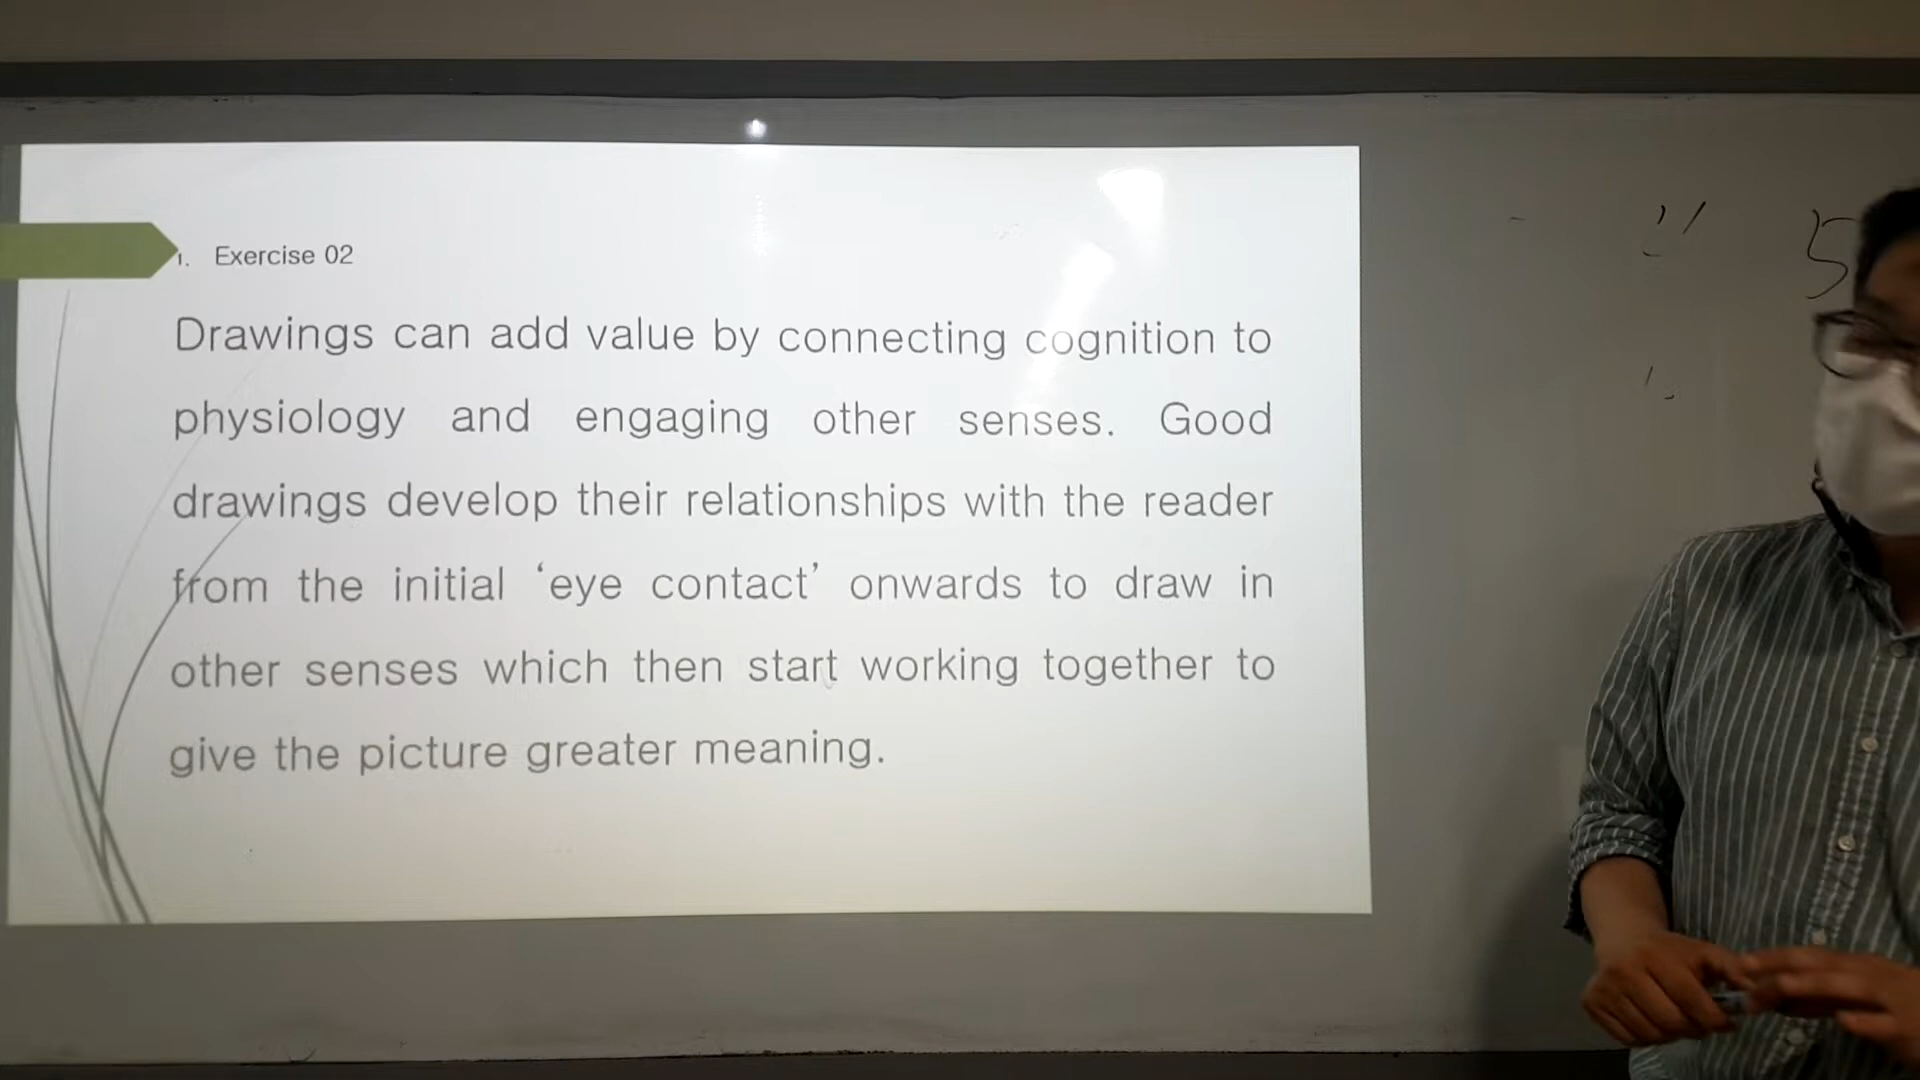 1. Exercise 02
Drawings can add value by connecting cognition to
physiology and engaging other senses. Good
drawings develop their relationships with the reader
from the initial ‘eye contact’ onwards to draw in
other senses which then start working together to
give the picture greater meaning.
5